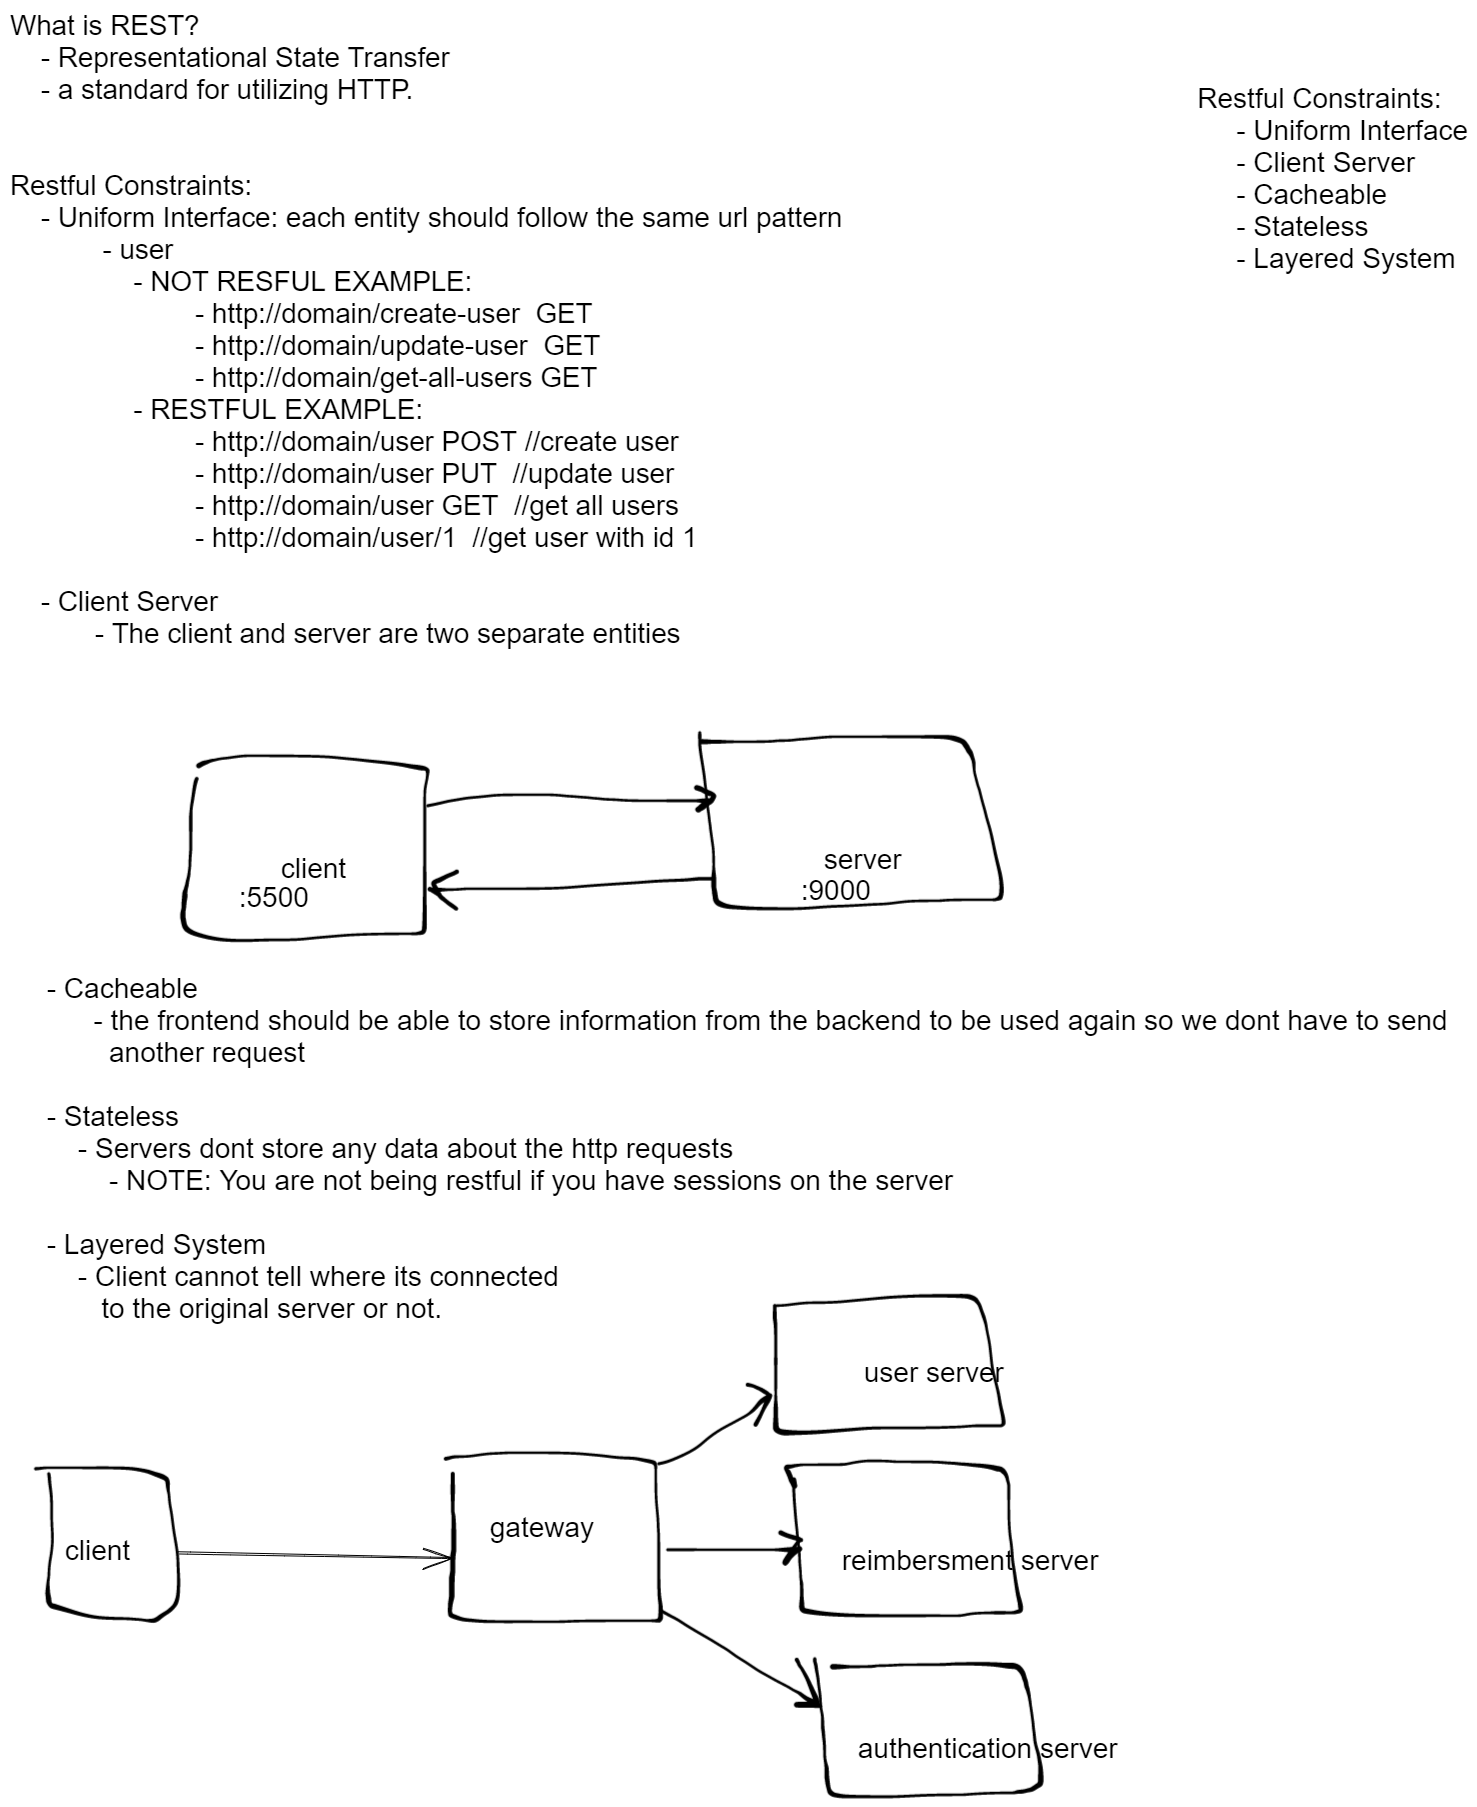 What is REST?
- Representational State Transfer
- a standard for utilizing HTTP.
Restful Constraints:
- Uniform Interface
- Client Server
- Cacheable
- Stateless
- Layered System
Restful Constraints:
- Uniform Interface: each entity should follow the same url pattern
- user
- NOT RESFUL EXAMPLE:
- http://domain/create-user  GET
- http://domain/update-user  GET
- http://domain/get-all-users GET
- RESTFUL EXAMPLE:
- http://domain/user POST //create user
- http://domain/user PUT  //update user
- http://domain/user GET  //get all users
- http://domain/user/1  //get user with id 1
- Client Server
- The client and server are two separate entities
client
:5500
server
:9000
- Cacheable
- the frontend should be able to store information from the backend to be used again so we dont have to send
another request
- Stateless
- Servers dont store any data about the http requests
- NOTE: You are not being restful if you have sessions on the server
- Layered System
- Client cannot tell where its connected
to the original server or not.
client
gateway
user server
reimbersment server
authentication server